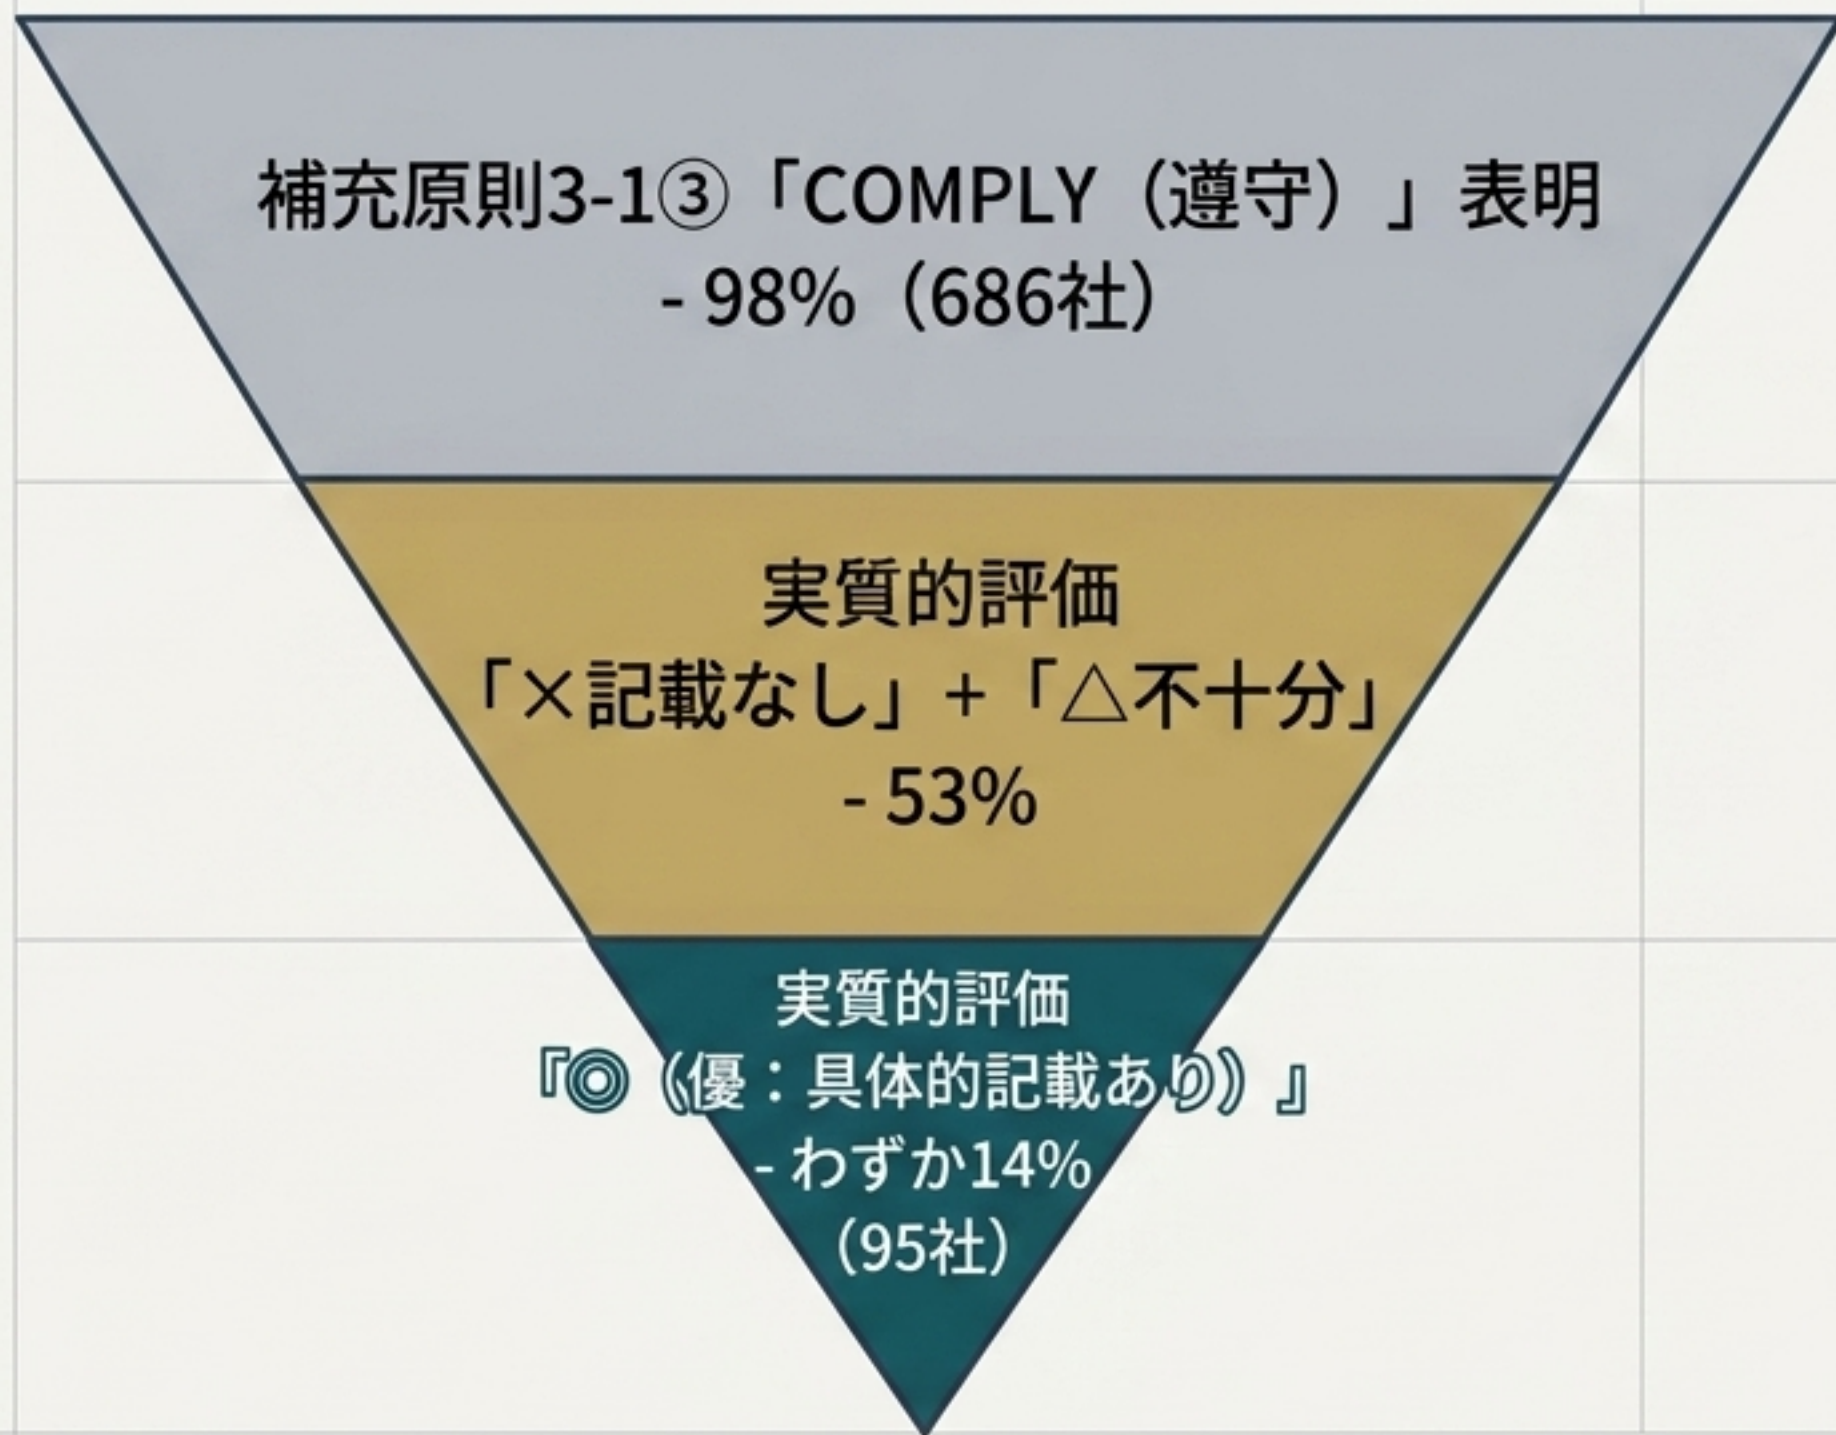 補充原則3-1③「COMPLY（遵守）」表明
- 98%（686社）
実質的評価
「×記載なし」+「△不十分」
- 53%
実質的評価
『◎（優：具体的記載あり）』
- わずか14%
（95社）